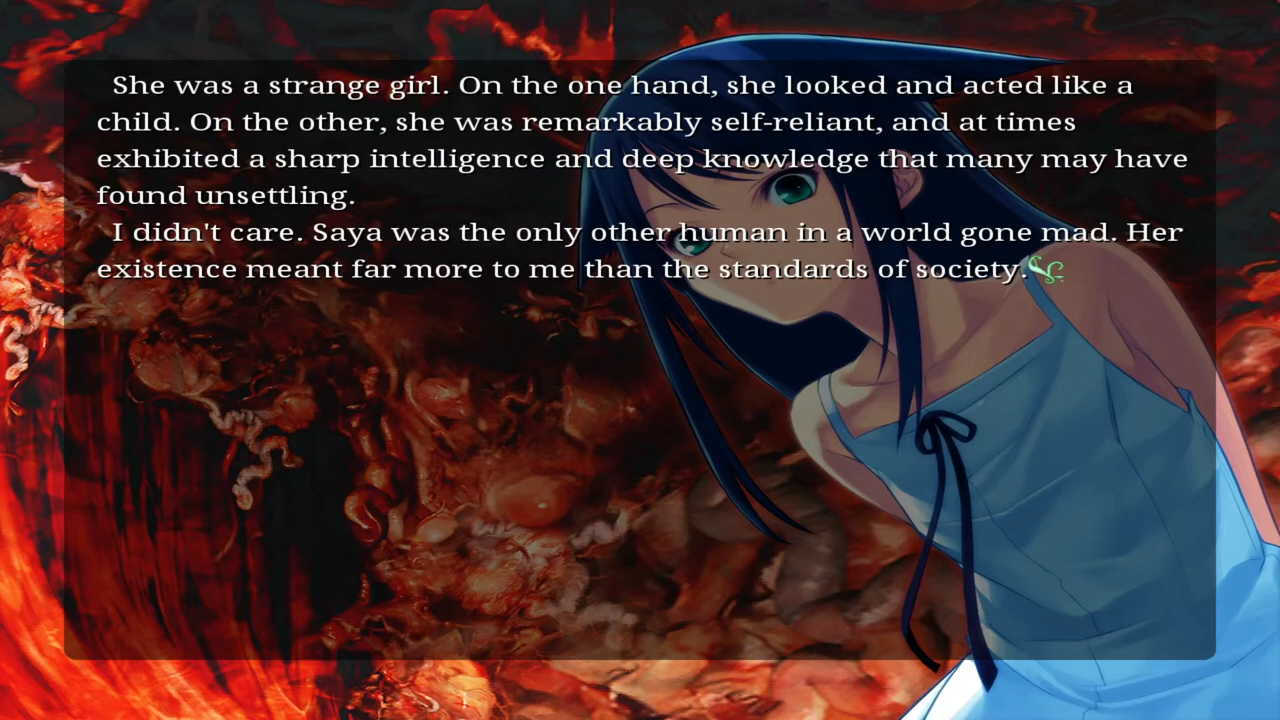 She was a strange girl. On the one hand, she looked and acted like a
child. On the other, she was remarkably self-reliant, and at times
exhibited a sharp intelligence and deep knowledge that many may have
found unsettling.
I didn't care. Saya was the only other human in a world gone mad. Her
existence meant far more to me than the standards of society.